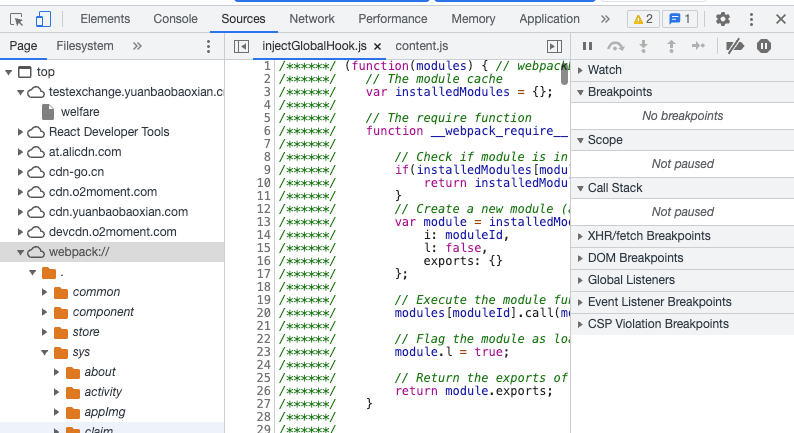 Elements Console Sources Network Performance Memory Application » 2 1
Page Filesystem »
top
testexchange.yuanbaobaoxian.c
welfare
React Developer Tools
at.alicdn.com
cdn-go.cn
cdn.o2moment.com
cdn.yuanbaobaoxian.com
devcdn.o2moment.com
webpack://
.
common
component
store
sys
about
activity
appImg
claim
injectGlobalHook.js × content.js
1 /******/ (function(modules) { // webpack
2 /******/ // The module cache
3 /******/ var installedModules = {};
4 /******/
5 /******/ // The require function
6 /******/ function __webpack_require__
7 /******/
8 /******/ // Check if module is in
9 /******/ if(installedModules[modu
10 /******/ return installedModu
11 /******/ }
12 /******/ // Create a new module (a
13 /******/ var module = installedMod
14 /******/ i: moduleId,
15 /******/ l: false,
16 /******/ exports: {}
17 /******/ };
18 /******/
19 /******/ // Execute the module fun
20 /******/ modules[moduleId].call(mo
21 /******/
22 /******/ // Flag the module as loa
23 /******/ module.l = true;
24 /******/
25 /******/ // Return the exports of
26 /******/ return module.exports;
27 /******/ }
28 /******/
29 /******/
Watch
Breakpoints
No breakpoints
Scope
Not paused
Call Stack
Not paused
XHR/fetch Breakpoints
DOM Breakpoints
Global Listeners
Event Listener Breakpoints
CSP Violation Breakpoints